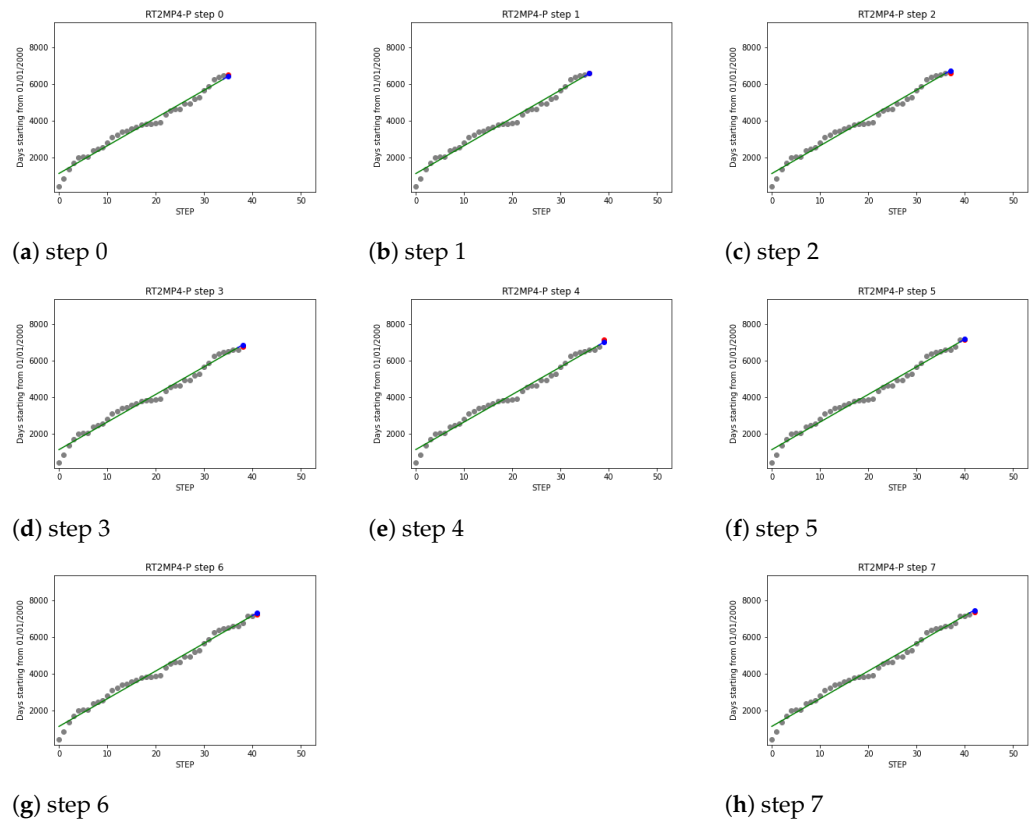 RT2MP4-P step 0
Days starting from 01/01/2000
8000
6000
4000
2000
0 10 20 30 40 50
STEP
(a) step 0
RT2MP4-P step 1
Days starting from 01/01/2000
8000
6000
4000
2000
0 10 20 30 40 50
STEP
(b) step 1
RT2MP4-P step 2
Days starting from 01/01/2000
8000
6000
4000
2000
0 10 20 30 40 50
STEP
(c) step 2
RT2MP4-P step 3
Days starting from 01/01/2000
8000
6000
4000
2000
0 10 20 30 40 50
STEP
(d) step 3
RT2MP4-P step 4
Days starting from 01/01/2000
8000
6000
4000
2000
0 10 20 30 40 50
STEP
(e) step 4
RT2MP4-P step 5
Days starting from 01/01/2000
8000
6000
4000
2000
0 10 20 30 40 50
STEP
(f) step 5
RT2MP4-P step 6
Days starting from 01/01/2000
8000
6000
4000
2000
0 10 20 30 40 50
STEP
(g) step 6
RT2MP4-P step 7
Days starting from 01/01/2000
8000
6000
4000
2000
0 10 20 30 40 50
STEP
(h) step 7